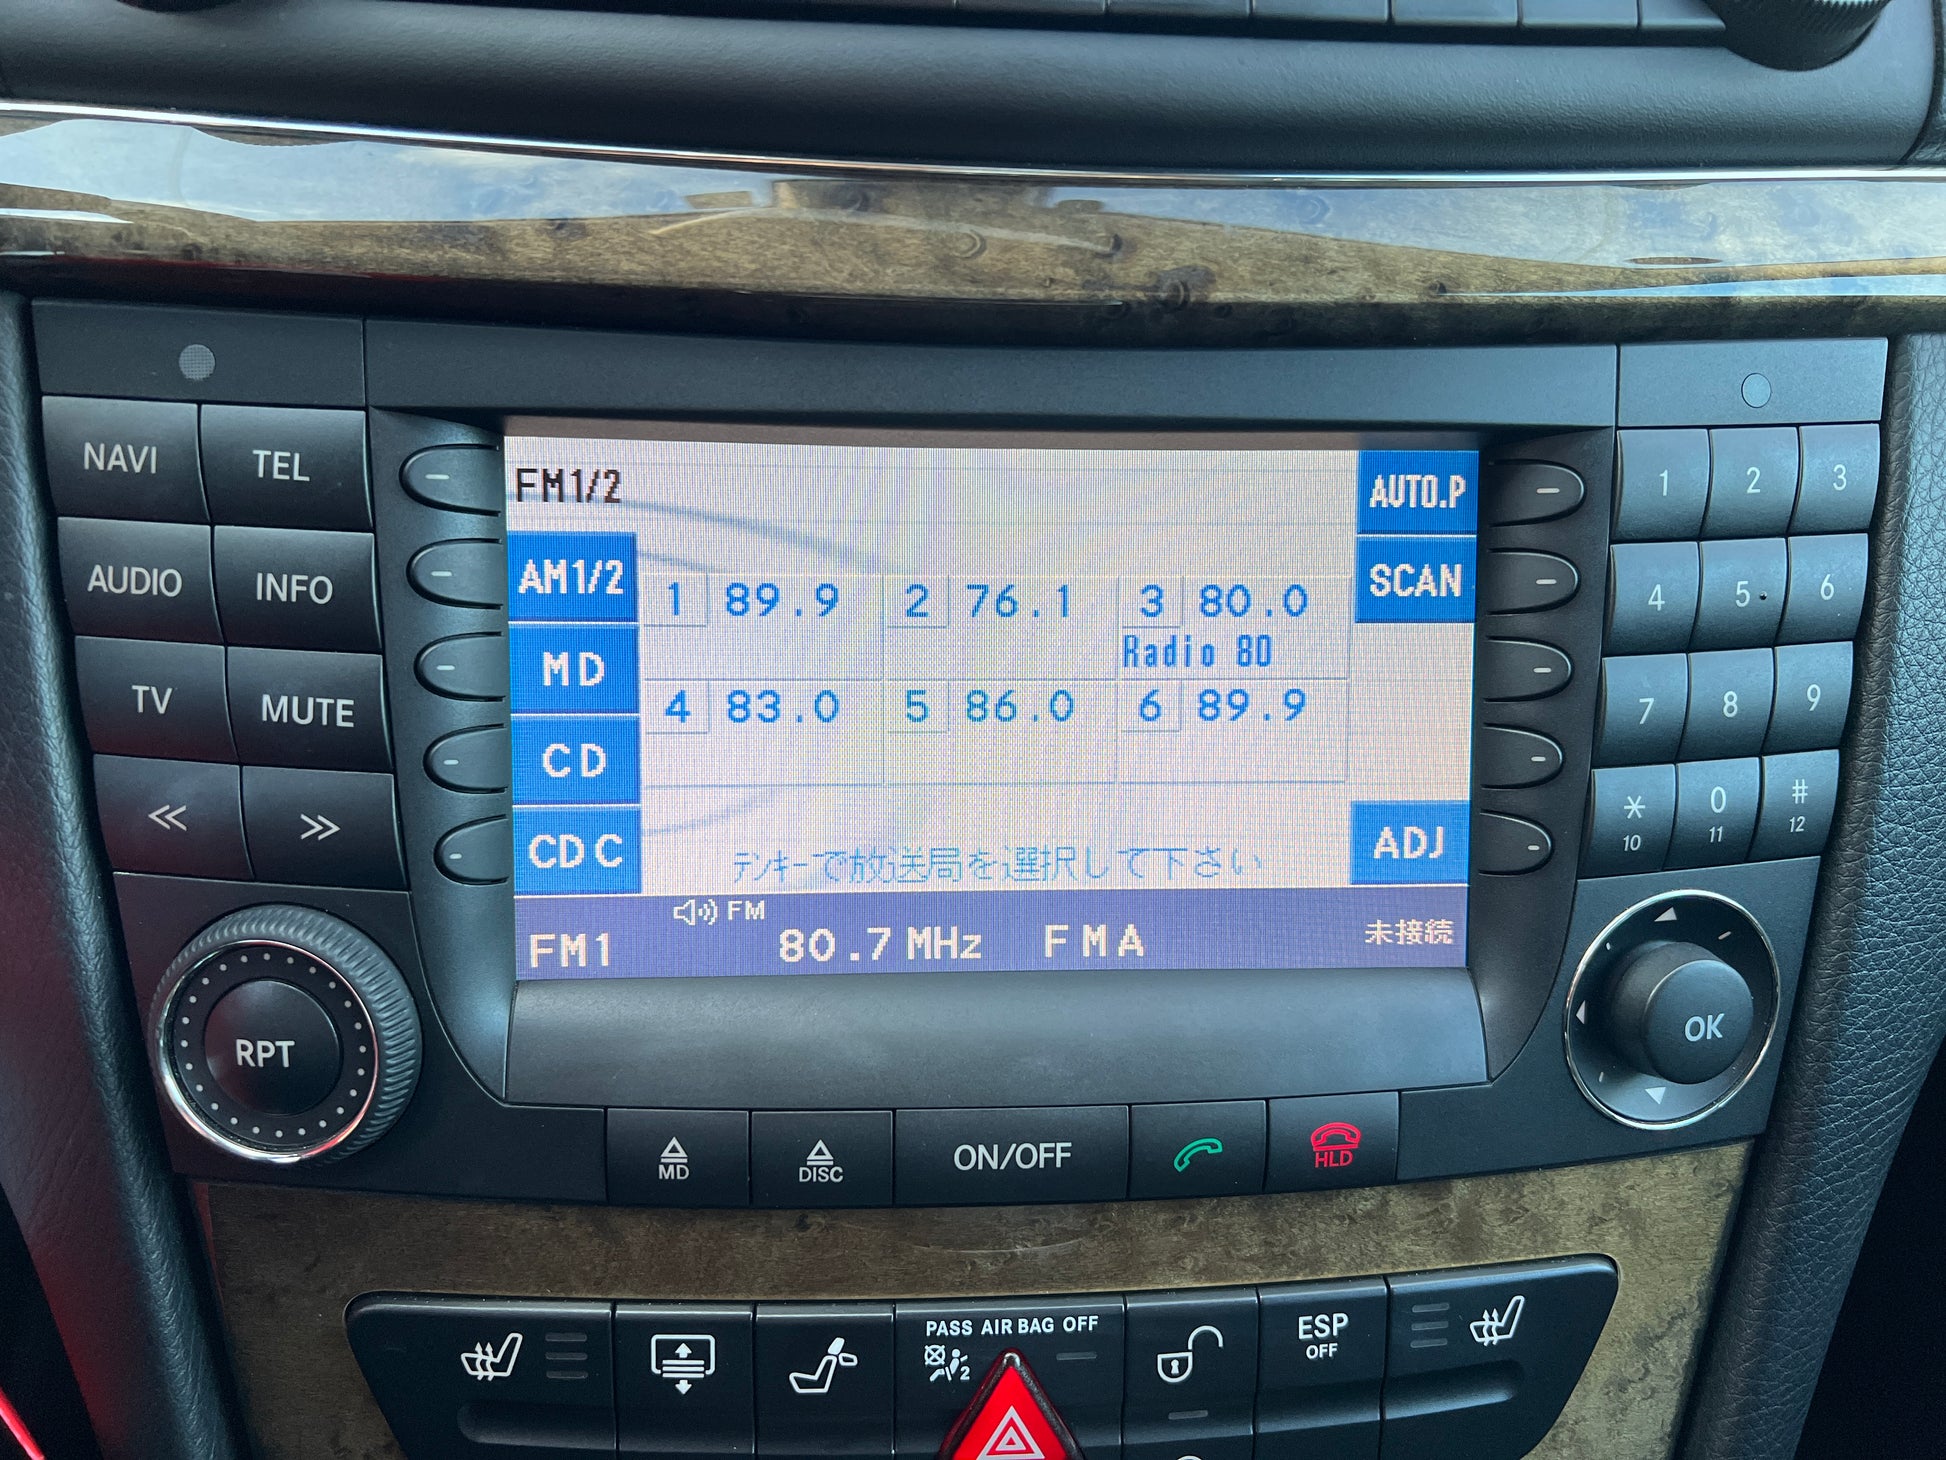 NAVI TEL
AUDIO INFO
TV MUTE
RPT
FM1/2
AUTO.P
AM1/2
SCAN
MD
CD
CDC
ADJ
1 89.9 2 76.1 3 80.0
Radio 80
4 83.0 5 86.0 6 89.9
テンキーで放送局を選択して下さい
FM
FM1 80.7 MHz FMA 未接続
1 2 3
4 5 6
7 8 9
* 0 #
10 11 12
OK
MD
DISC
ON/OFF
HLD
PASS AIR BAG OFF
2
ESP
OFF